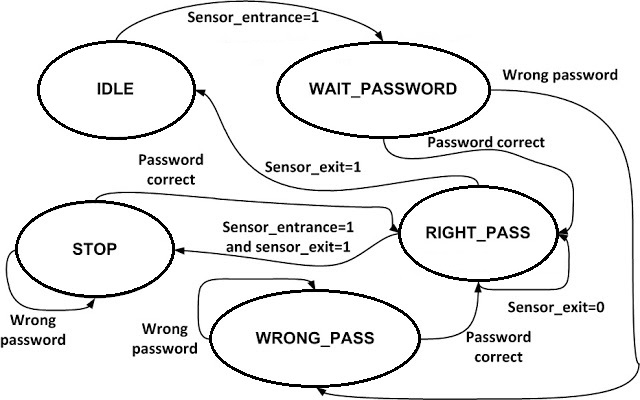 Sensor_entrance=1
IDLE
WAIT_PASSWORD
Wrong password
Password correct
Sensor_exit=1
Password
correct
STOP
Sensor_entrance=1
and sensor_exit=1
RIGHT_PASS
Sensor_exit=0
Wrong
password
Wrong
password
WRONG_PASS
Password
correct